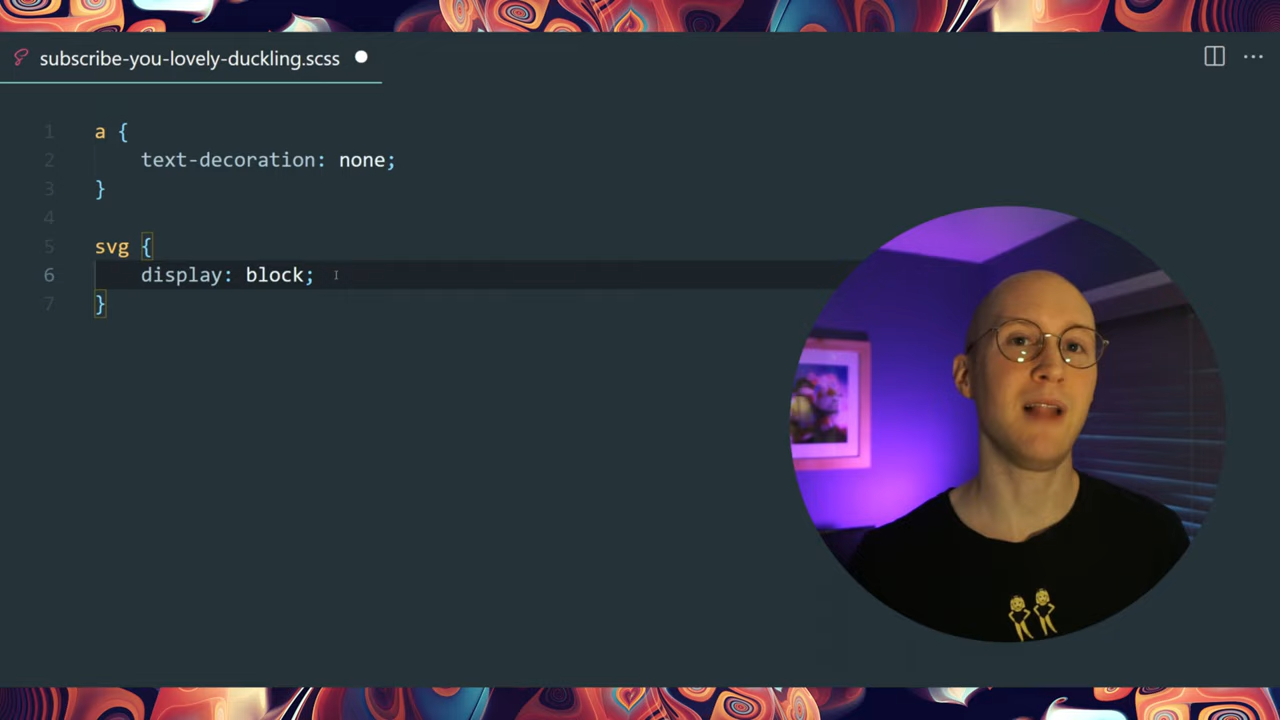 subscribe-you-lovely-duckling.scss
1 a {
2 text-decoration: none;
3 }
4
5 svg {
6 display: block;
7 }